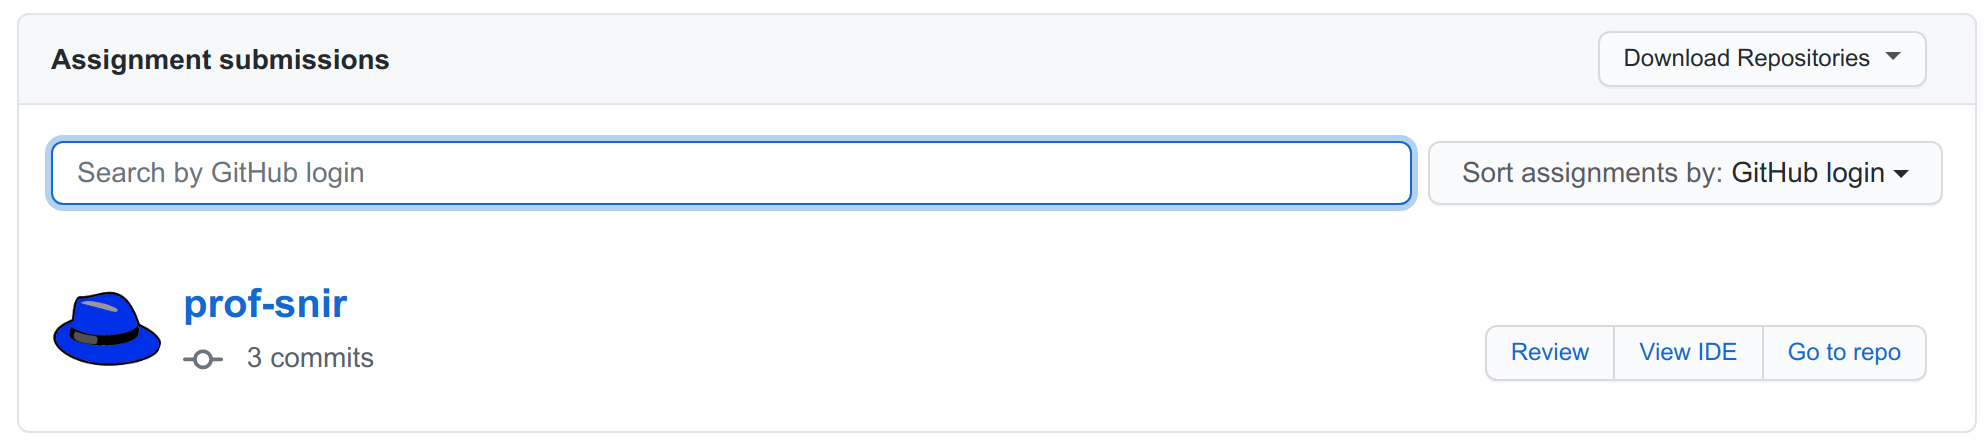 Assignment submissions
Download Repositories
Search by GitHub login
Sort assignments by: GitHub login
prof-snir
3 commits
Review
View IDE
Go to repo